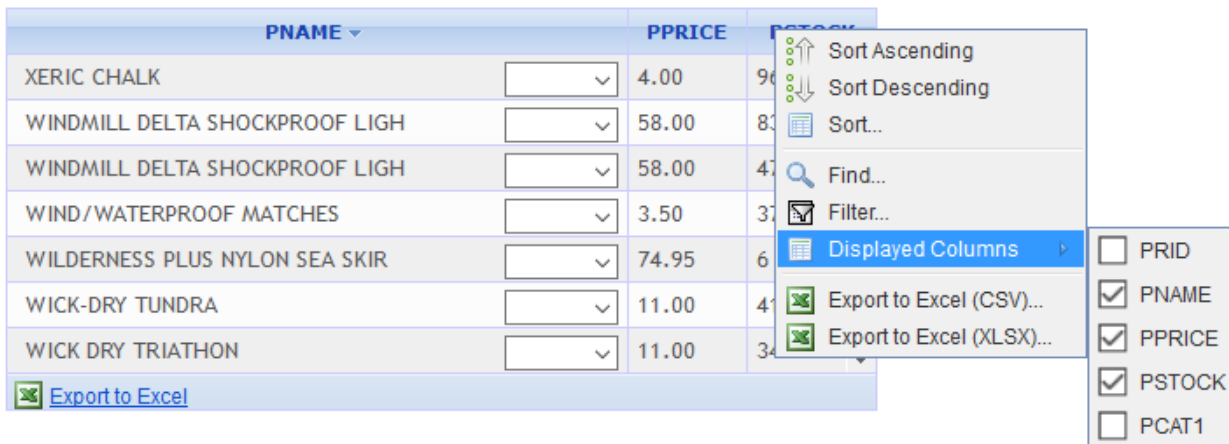 PNAME PPRICE PSTOCK
XERIC CHALK 4.00
WINDMILL DELTA SHOCKPROOF LIGH 58.00
WINDMILL DELTA SHOCKPROOF LIGH 58.00
WIND/WATERPROOF MATCHES 3.50
WILDERNESS PLUS NYLON SEA SKIR 74.95 6
WICK-DRY TUNDRA 11.00
WICK DRY TRIATHON 11.00
Export to Excel
Sort Ascending
Sort Descending
Sort...
Find...
Filter...
Displayed Columns
Export to Excel (CSV)...
Export to Excel (XLSX)...
PRID
PNAME
PPRICE
PSTOCK
PCAT1